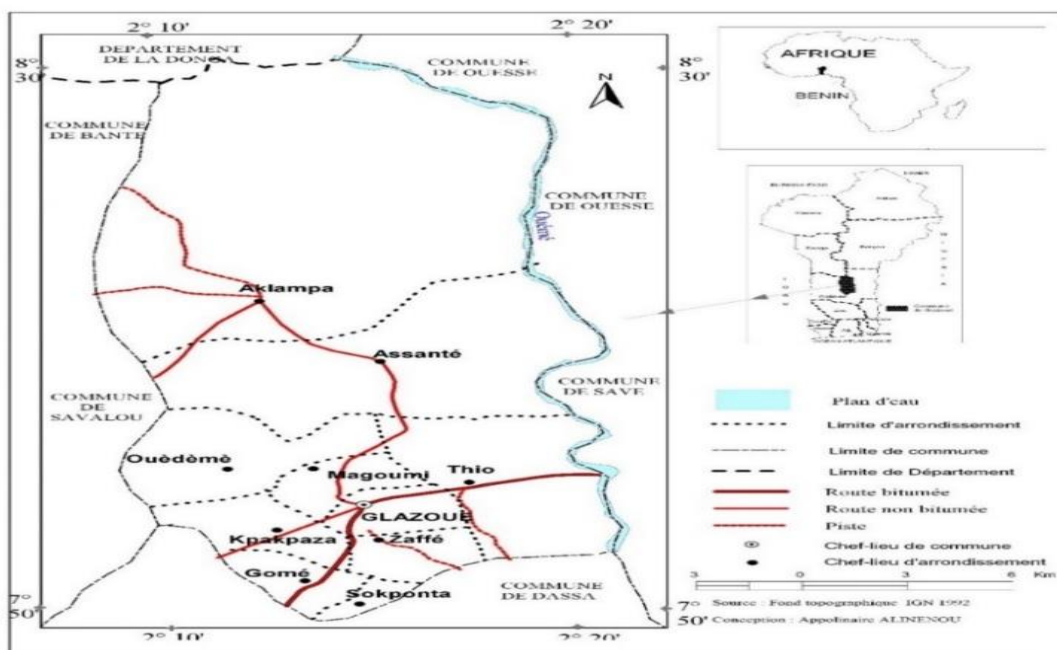 2° 10'
2° 20'
8°
30'
8°
30'
DEPARTEMENT
DE LA DONGA
COMMUNE
DE OUESSE
N
COMMUNE
DE BANTE
COMMUNE
DE OUESSE
Ouémé
Aklampa
Assanté
COMMUNE
DE SAVE
COMMUNE
DE
SAVALOU
Ouèdèmè
Magoumi
Thio
GLAZOUE
Kpakpaza
Zaffé
Gomé
Sokponta
COMMUNE
DE DASSA
7°
50'
7°
50'
2° 10'
2° 20'
AFRIQUE
BENIN
Plan d'eau
Limite d'arrondissement
Limite de commune
Limite de Département
Route bitumée
Route non bitumée
Piste
Chef-lieu de commune
Chef-lieu d'arrondissement
3 0 3 6 Km
Source : Fond topographique IGN 1992
Conception : Appolinaire ALINENOU